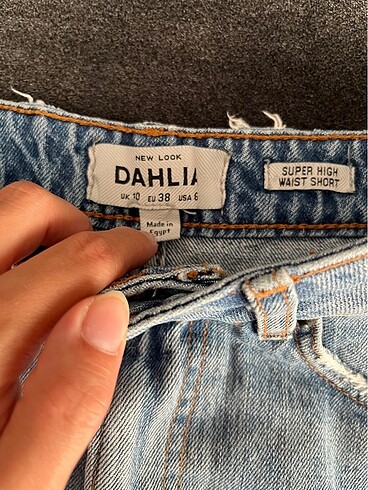 NEW LOOK
DAHLIA
UK 10 EU 38 USA 6
SUPER HIGH
WAIST SHORT
Made in
Egypt